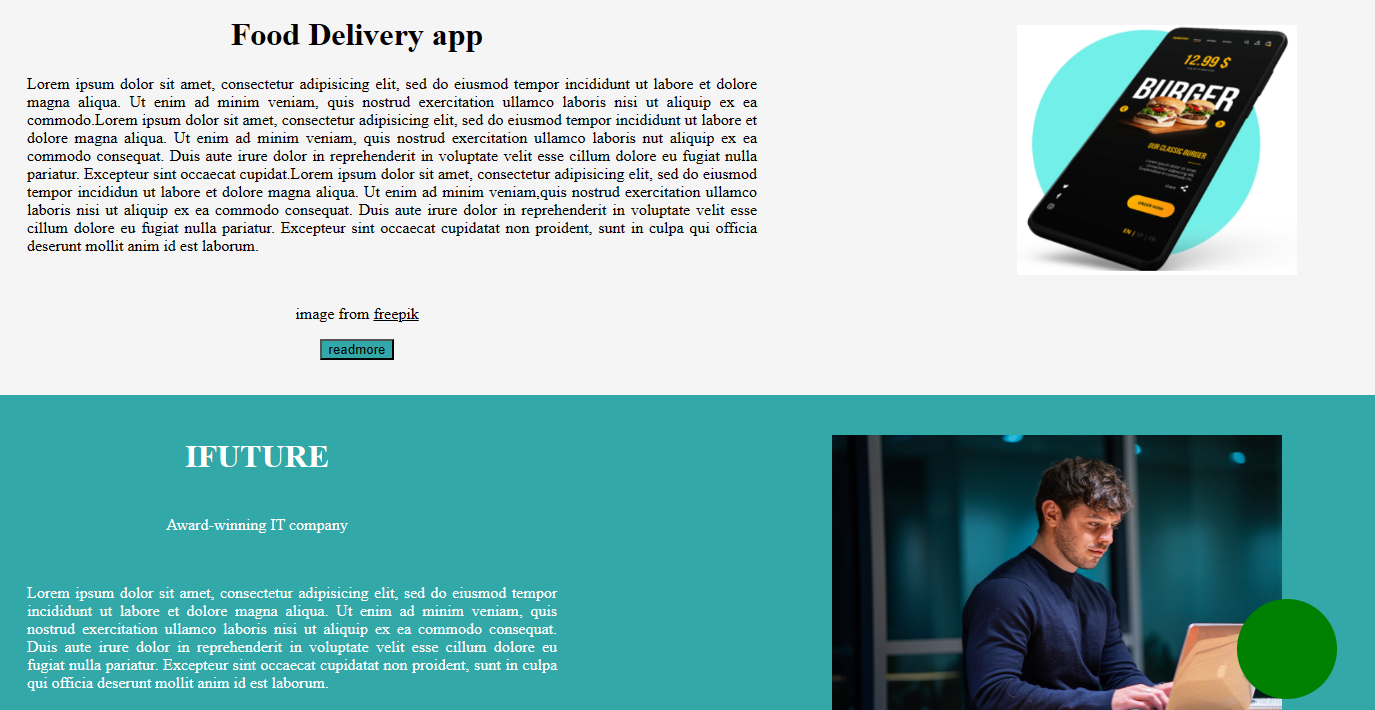 Food Delivery app
Lorem ipsum dolor sit amet, consectetur adipisicing elit, sed do eiusmod tempor incididunt ut labore et dolore
magna aliqua. Ut enim ad minim veniam, quis nostrud exercitation ullamco laboris nisi ut aliquip ex ea
commodo.Lorem ipsum dolor sit amet, consectetur adipisicing elit, sed do eiusmod tempor incididunt ut labore et
dolore magna aliqua. Ut enim ad minim veniam, quis nostrud exercitation ullamco laboris nut aliquip ex ea
commodo consequat. Duis aute irure dolor in reprehenderit in voluptate velit esse cillum dolore eu fugiat nulla
pariatur. Excepteur sint occaecat cupidat.Lorem ipsum dolor sit amet, consectetur adipisicing elit, sed do eiusmod
tempor incididun ut labore et dolore magna aliqua. Ut enim ad minim veniam,quis nostrud exercitation ullamco
laboris nisi ut aliquip ex ea commodo consequat. Duis aute irure dolor in reprehenderit in voluptate velit esse
cillum dolore eu fugiat nulla pariatur. Excepteur sint occaecat cupidatat non proident, sunt in culpa qui officia
deserunt mollit anim id est laborum.
image from freepik
readmore
12.99 $
BURGER
OUR CLASSIC BURGER
Share
ORDER NOW
EN
IFUTURE
Award-winning IT company
Lorem ipsum dolor sit amet, consectetur adipisicing elit, sed do eiusmod tempor
incididunt ut labore et dolore magna aliqua. Ut enim ad minim veniam, quis
nostrud exercitation ullamco laboris nisi ut aliquip ex ea commodo consequat.
Duis aute irure dolor in reprehenderit in voluptate velit esse cillum dolore eu
fugiat nulla pariatur. Excepteur sint occaecat cupidatat non proident, sunt in culpa
qui officia deserunt mollit anim id est laborum.